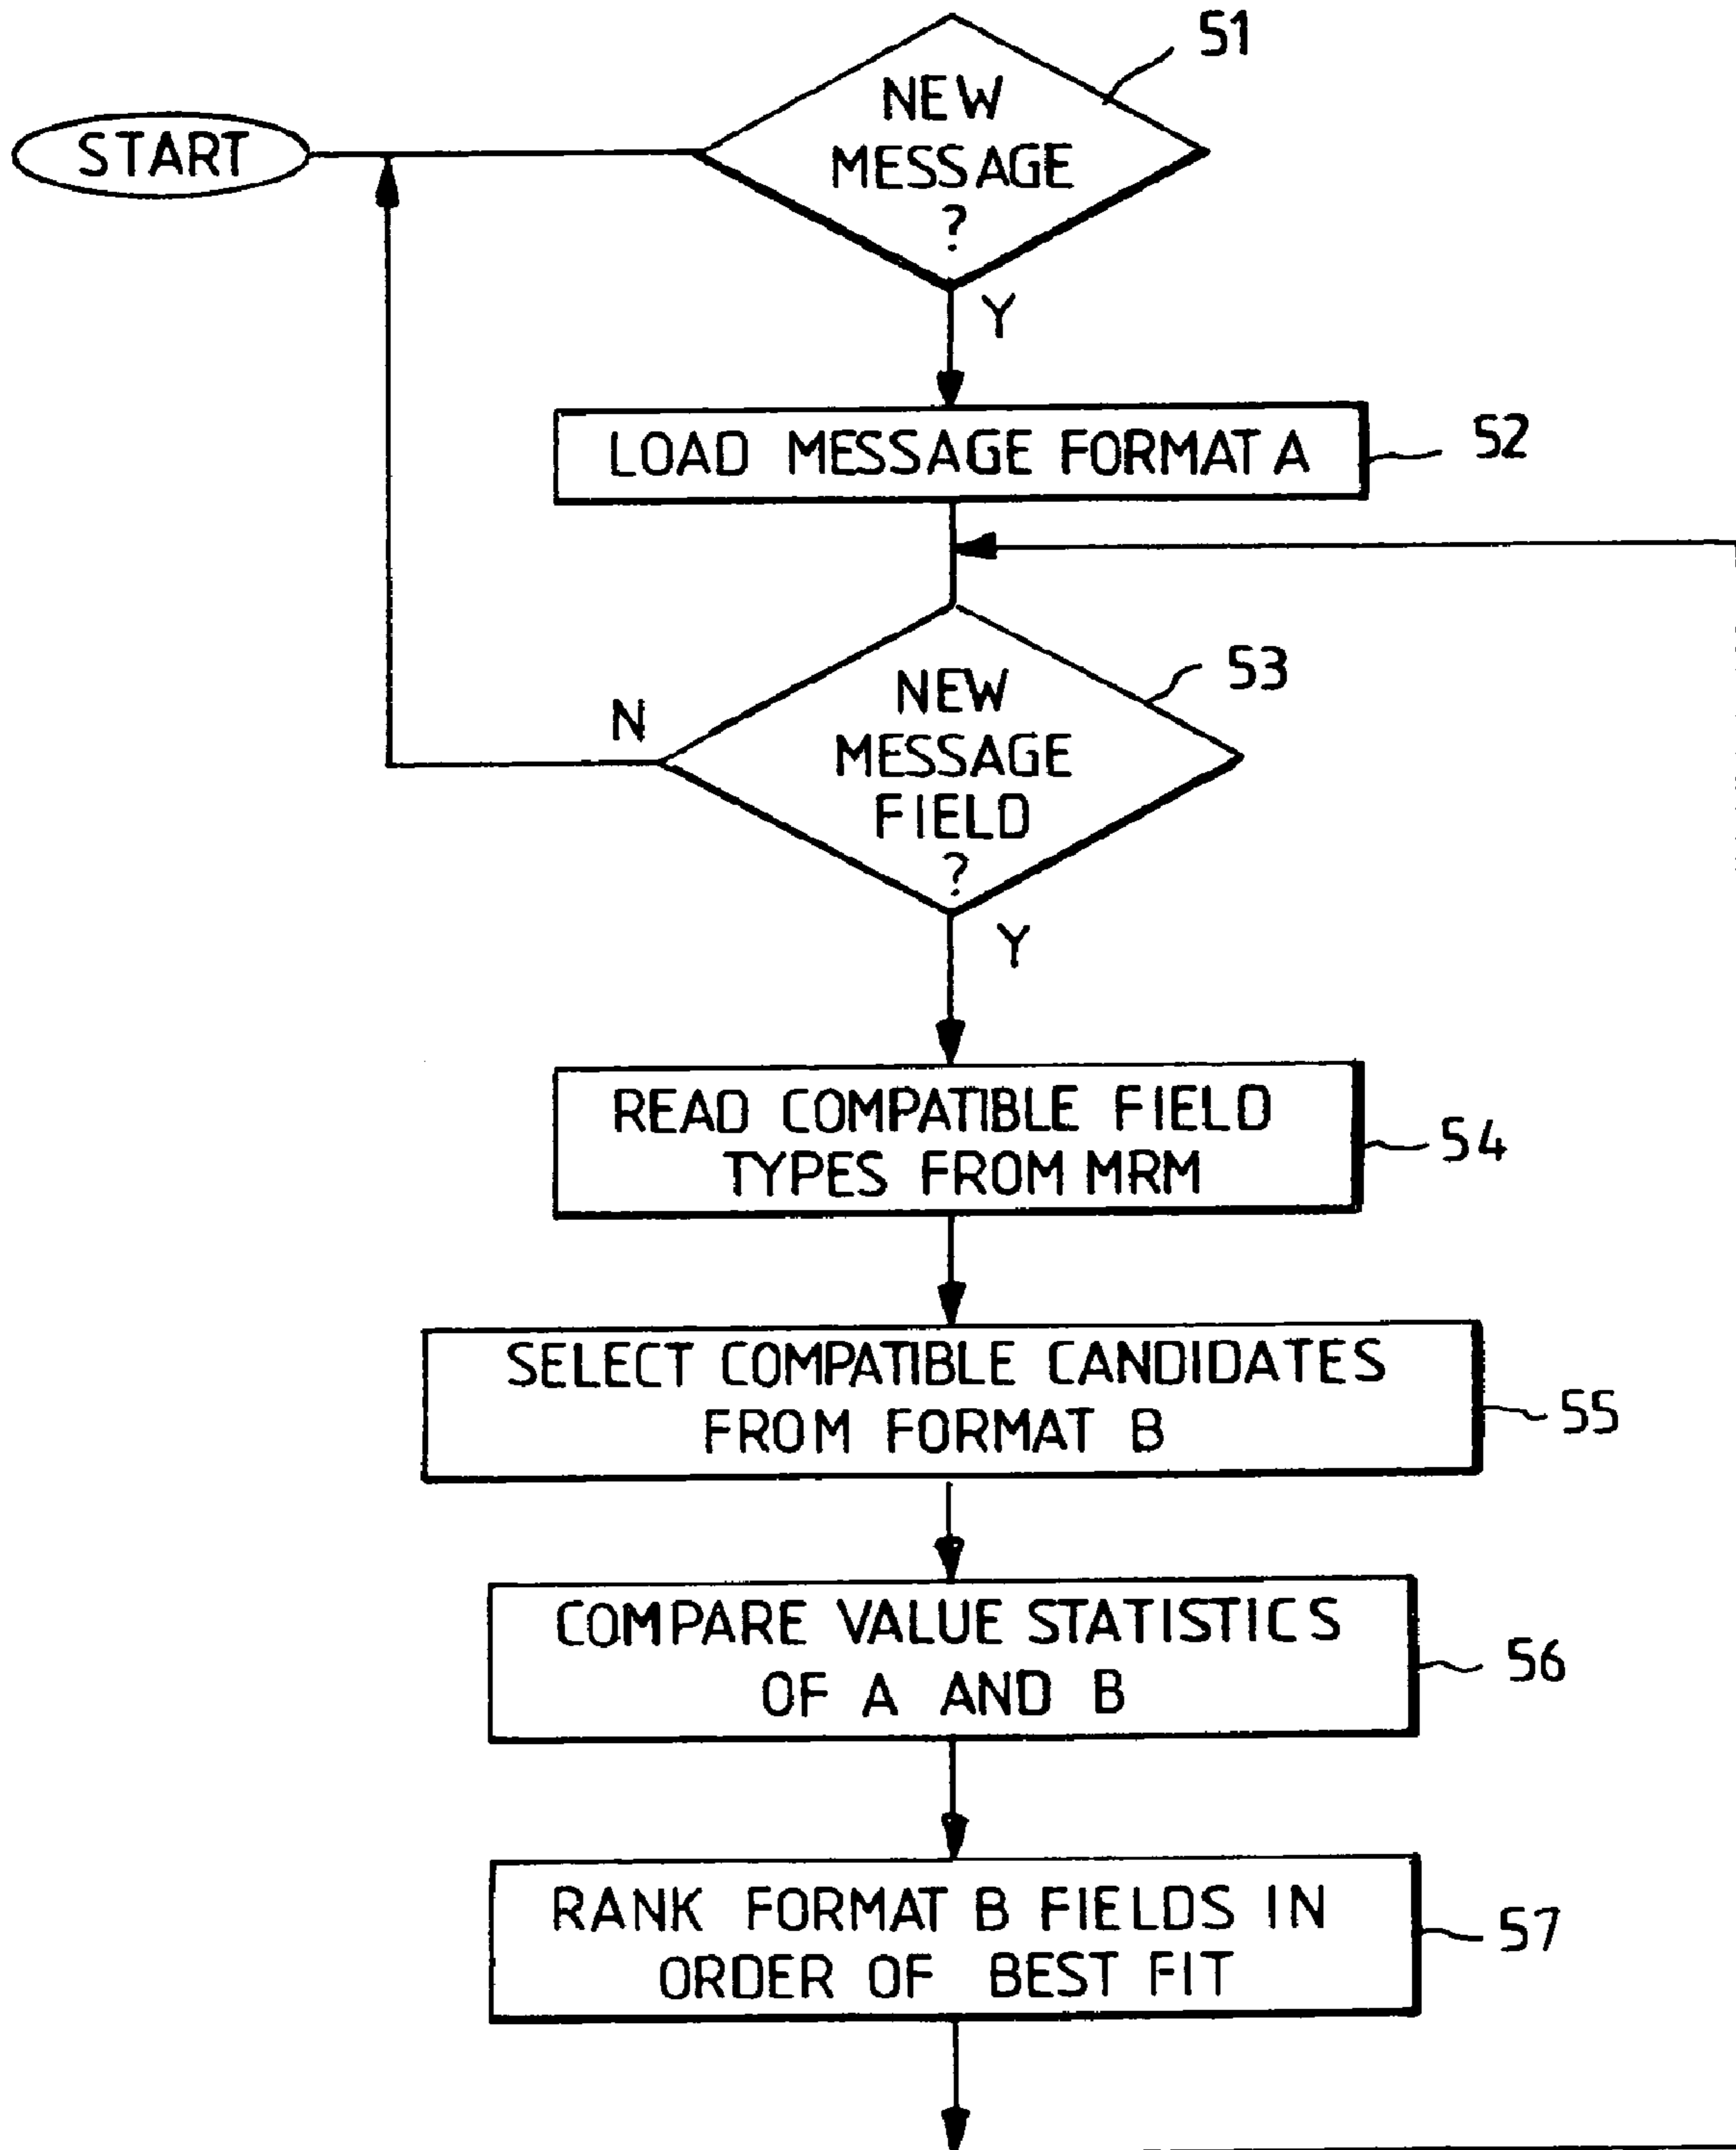 START
NEW
MESSAGE
?
51
Y
LOAD MESSAGE FORMAT A
52
NEW
MESSAGE
FIELD
?
53
N
Y
READ COMPATIBLE FIELD
TYPES FROM MRM
54
SELECT COMPATIBLE CANDIDATES
FROM FORMAT B
55
COMPARE VALUE STATISTICS
OF A AND B
56
RANK FORMAT B FIELDS IN
ORDER OF BEST FIT
57